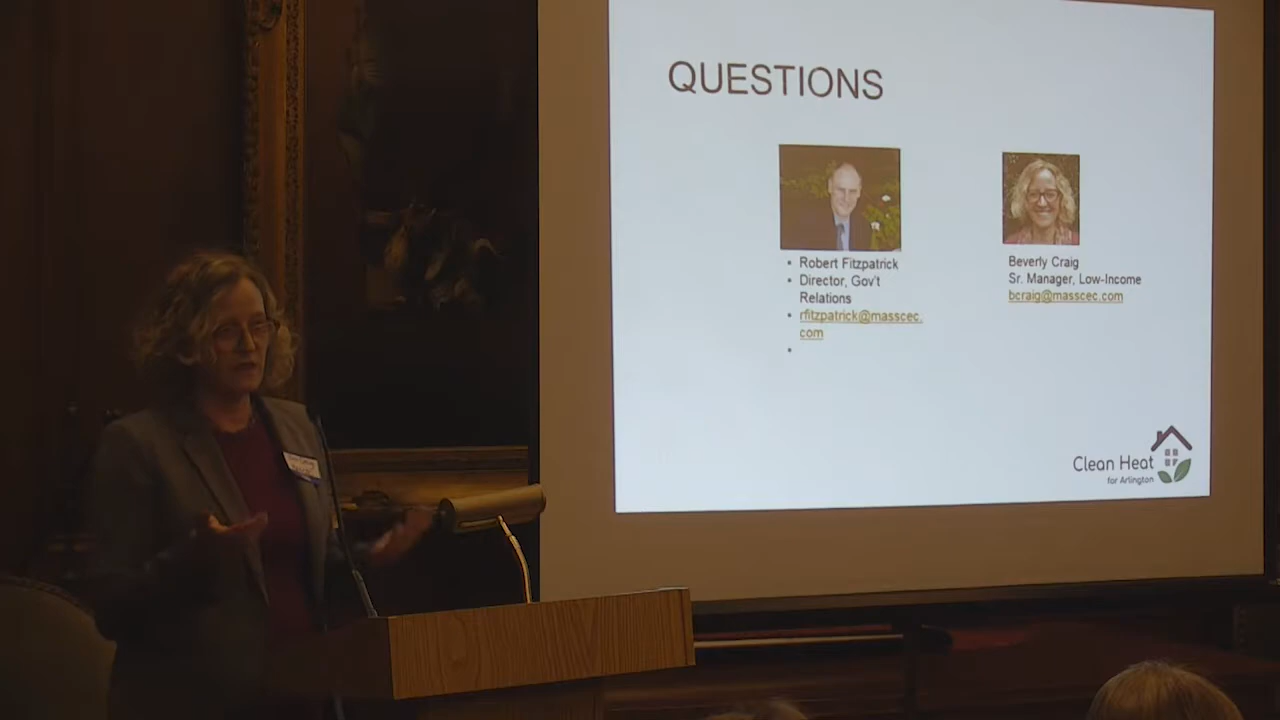 QUESTIONS
• Robert Fitzpatrick
• Director, Gov't
Relations
• rfitzpatrick@masscec.
com
•
Beverly Craig
Sr. Manager, Low-Income
bcraig@masscec.com
Clean Heat
for Arlington